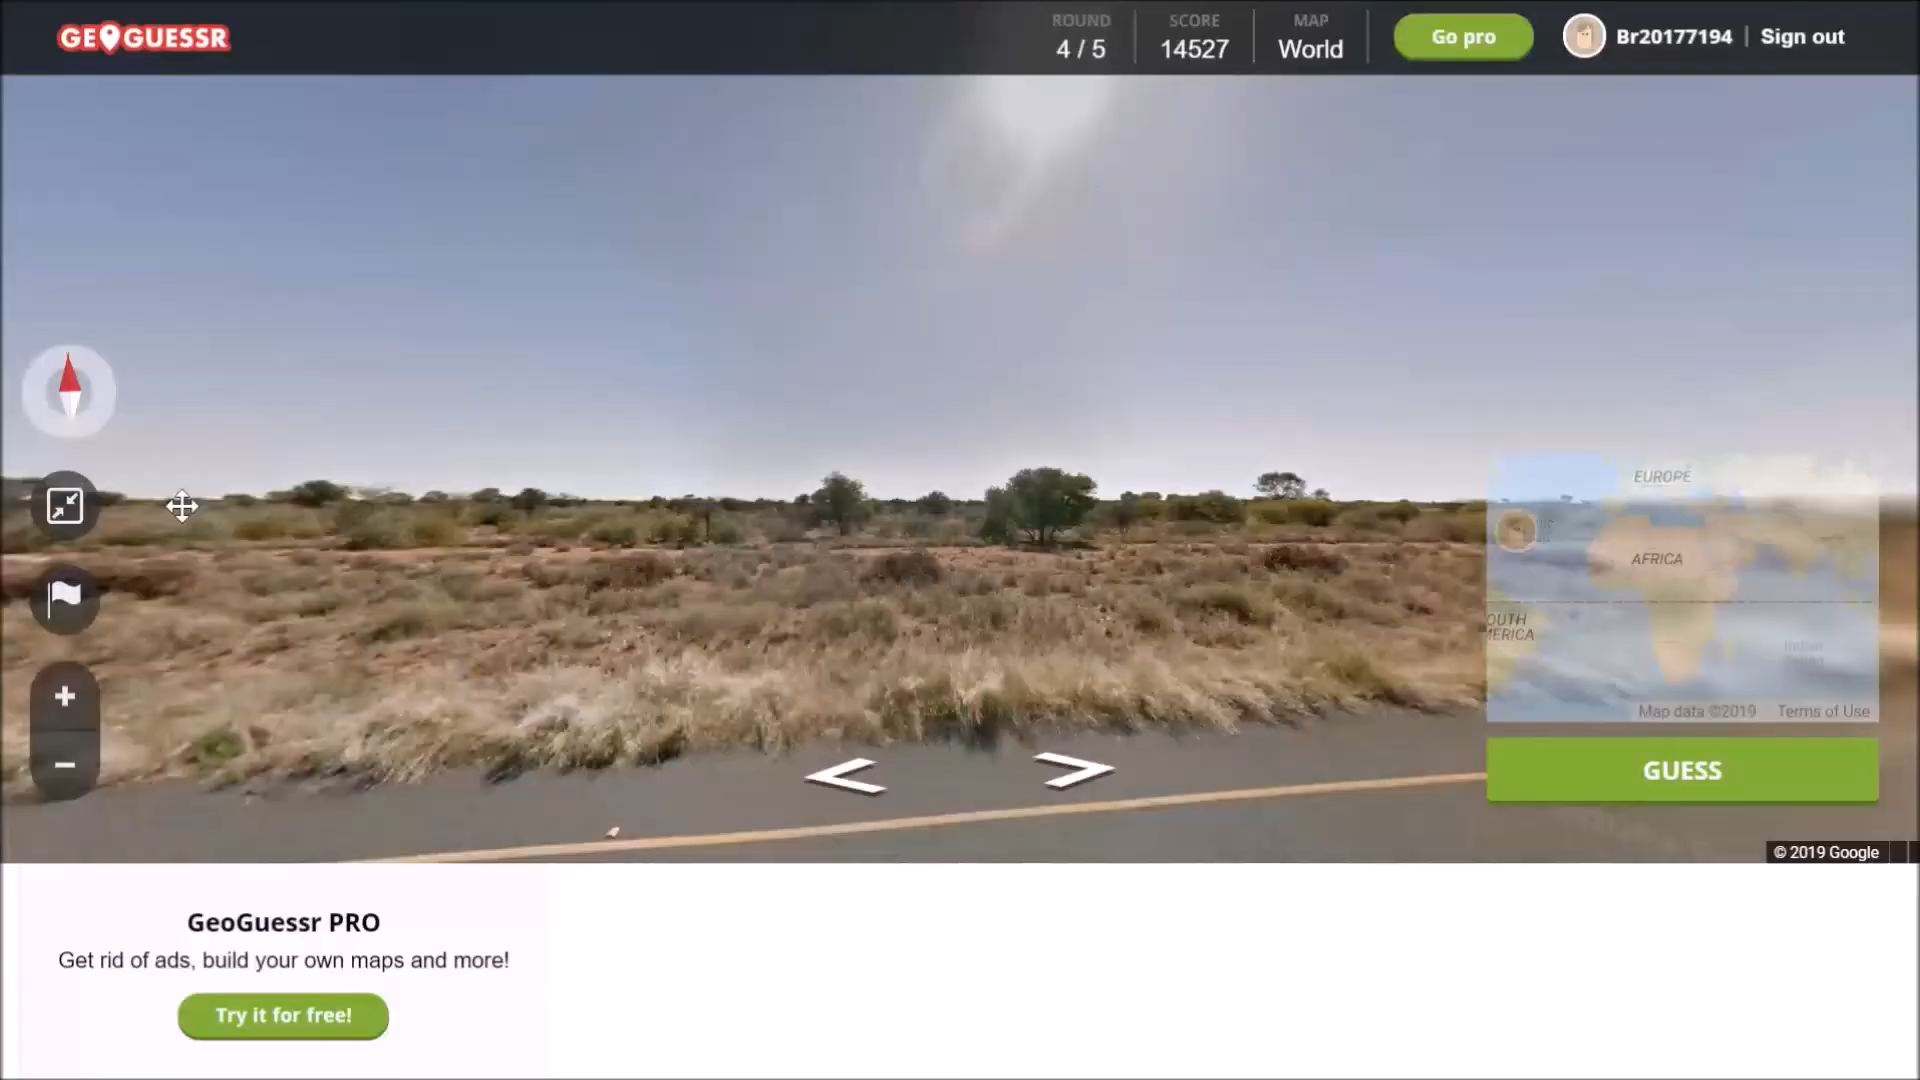 GEOGUESSR
ROUND
4 / 5
SCORE
14527
MAP
World
Go pro
Br20177194 | Sign out
EUROPE
AFRICA
OUTH
MERICA
Indian
Map data ©2019
Terms of Use
GUESS
© 2019 Google
GeoGuessr PRO
Get rid of ads, build your own maps and more!
Try it for free!